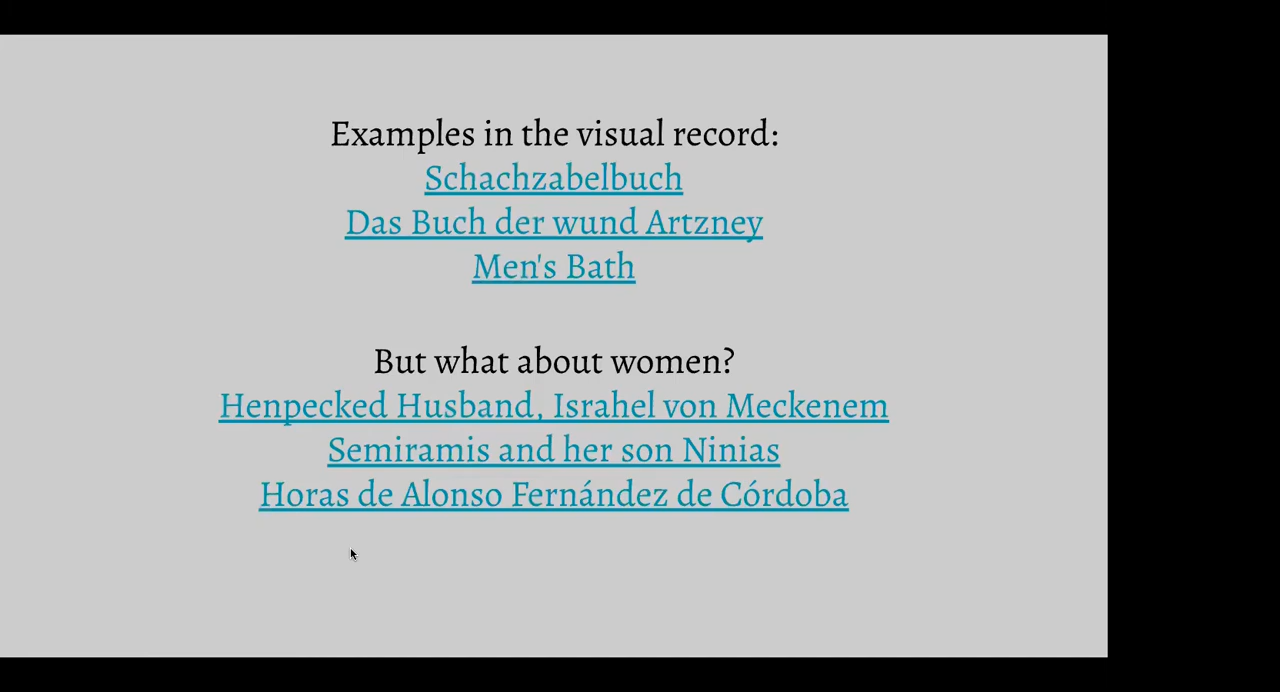 Examples in the visual record:
Schachzabelbuch
Das Buch der wund Artzney
Men's Bath
But what about women?
Henpecked Husband, Israhel von Meckenem
Semiramis and her son Ninias
Horas de Alonso Fernández de Córdoba